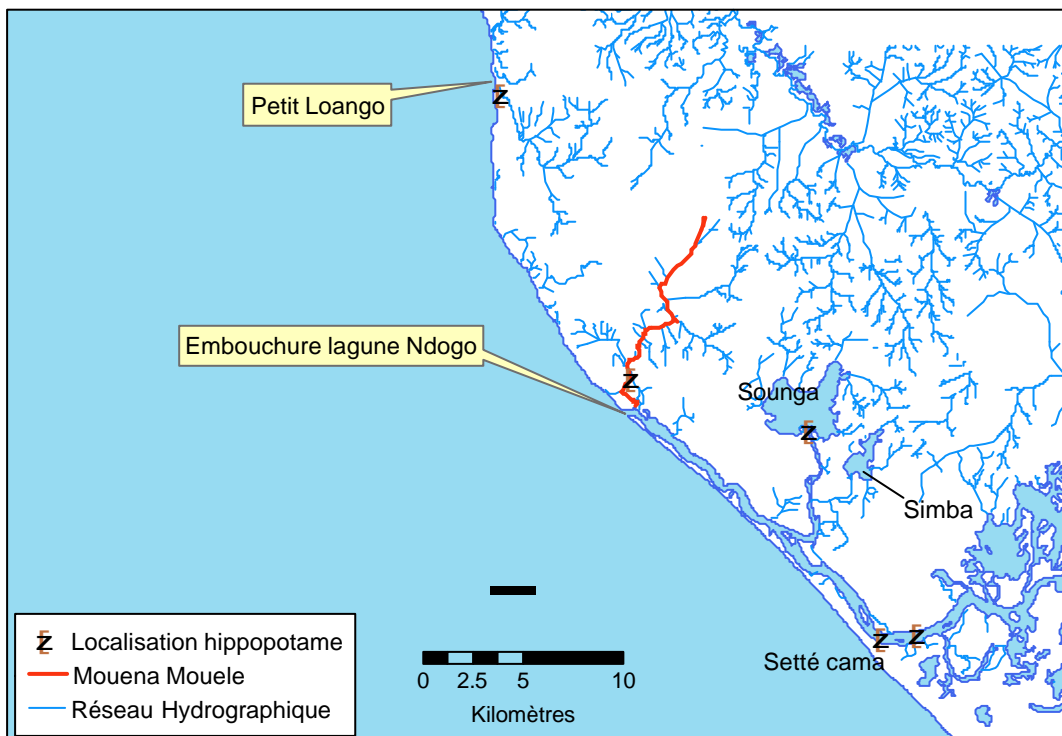 Petit Loango
Embouchure lagune Ndogo
Sounga
Simba
Setté cama
Localisation hippopotame
Mouena Mouele
Réseau Hydrographique
0 2.5 5 10
Kilomètres